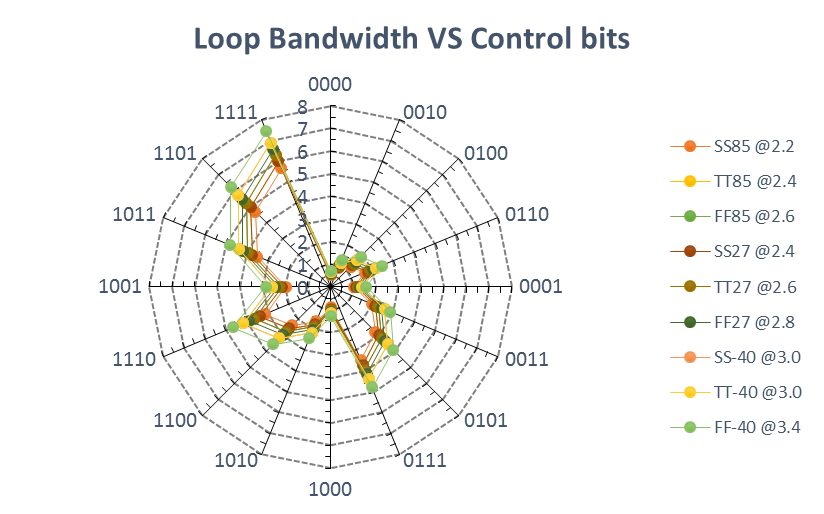 Loop Bandwidth VS Control bits
0000
0010
0100
0110
0001
0011
0101
0111
1000
1010
1100
1110
1001
1011
1101
1111
8
7
6
5
4
3
2
1
0
SS85 @2.2
TT85 @2.4
FF85 @2.6
SS27 @2.4
TT27 @2.6
FF27 @2.8
SS-40 @3.0
TT-40 @3.0
FF-40 @3.4